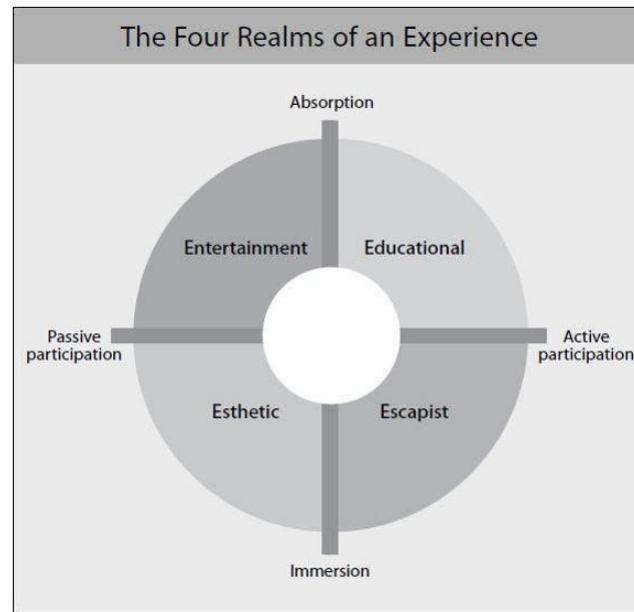 The Four Realms of an Experience
Absorption
Entertainment
Educational
Passive
participation
Active
participation
Esthetic
Escapist
Immersion